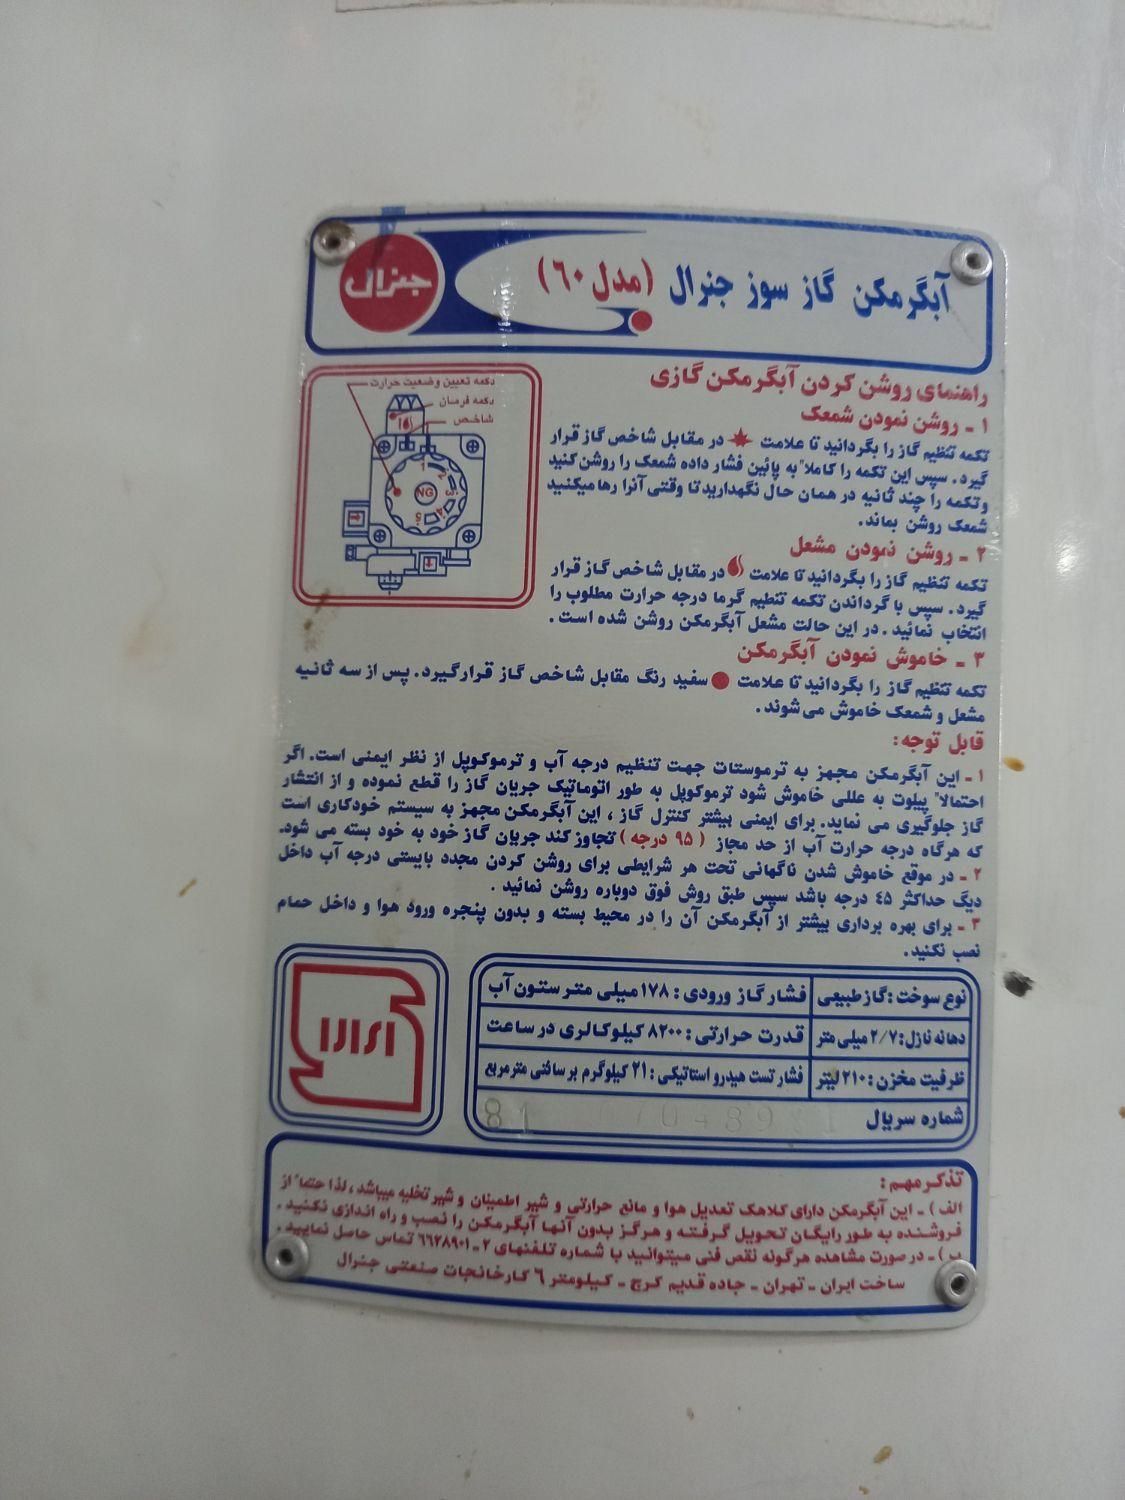 آبگرمکن گاز سوز جنرال (مدل ۶۰)
جنرال
راهنمای روشن کردن آبگرمکن گازی
۱ ـ روشن نمودن شمعک
تکمه تنظیم گاز را بگردانید تا علامت در مقابل شاخص گاز قرار
گیرد. سپس این تکمه را کاملاً به پائین فشار داده شمعک را روشن کنید
و تکمه را چند ثانیه در همان حال نگهدارید تا وقتی آنرا رها میکنید
شمعک روشن بماند.
دکمه تعیین وضعیت حرارت
دکمه فرمان
شاخص
NG
۲ ـ روشن نمودن مشعل
تکمه تنظیم گاز را بگردانید تا علامت در مقابل شاخص گاز قرار
گیرد. سپس با گرداندن تکمه تنطیم گرما درجه حرارت مطلوب را
انتخاب نمائید. در این حالت مشعل آبگرمکن روشن شده است.
۳ ـ خاموش نمودن آبگرمکن
تکمه تنظیم گاز را بگردانید تا علامت سفید رنگ مقابل شاخص گاز قرارگیرد. پس از سه ثانیه
مشعل و شمعک خاموش می شوند.
قابل توجه:
۱ ـ این آبگرمکن مجهز به ترموستات جهت تنظیم درجه آب و ترموکوپل از نظر ایمنی است. اگر
احتمالاً پیلوت به عللی خاموش شود ترموکوپل به طور اتوماتیک جریان گاز را قطع نموده و از انتشار
گاز جلوگیری می نماید. برای ایمنی بیشتر کنترل گاز، این آبگرمکن مجهز به سیستم خودکاری است
که هرگاه درجه حرارت آب از حد مجاز (۹۵ درجه) تجاوز کند جریان گاز خود به خود بسته می شود.
۲ ـ در موقع خاموش شدن ناگهانی تحت هر شرایطی برای روشن کردن مجدد بایستی درجه آب داخل
دیگ حداکثر ۴۵ درجه باشد سپس طبق روش فوق دوباره روشن نمائید.
۳ ـ برای بهره برداری بیشتر از آبگرمکن آن را در محیط بسته و بدون پنجره ورود هوا و داخل حمام
نصب نکنید.
نوع سوخت: گاز طبیعی فشار گاز ورودی: ۱۷۸ میلی متر ستون آب
دهانه نازل: ۲/۷ میلی متر قدرت حرارتی: ۸۲۰۰ کیلوکالری در ساعت
ظرفیت مخزن: ۲۱۰ لیتر فشار تست هیدرواستاتیکی: ۲۱ کیلوگرم بر سانتی متر مربع
شماره سریال 81
تذکر مهم:
الف) ـ این آبگرمکن دارای کلاهک تعدیل هوا و مانع حرارتی و شیر اطمینان و شیر تخلیه میباشد، لذا حتماً از
فروشنده به طور رایگان تحویل گرفته و هرگز بدون آنها آبگرمکن را نصب و راه اندازی نکنید.
ب) ـ در صورت مشاهده هرگونه نقص فنی میتوانید با شماره تلفنهای ۲ ـ ۶۶۲۸۹۰۱ تماس حاصل نمایید.
ساخت ایران ـ تهران ـ جاده قدیم کرج ـ کیلومتر ۶ کارخانجات صنعتی جنرال